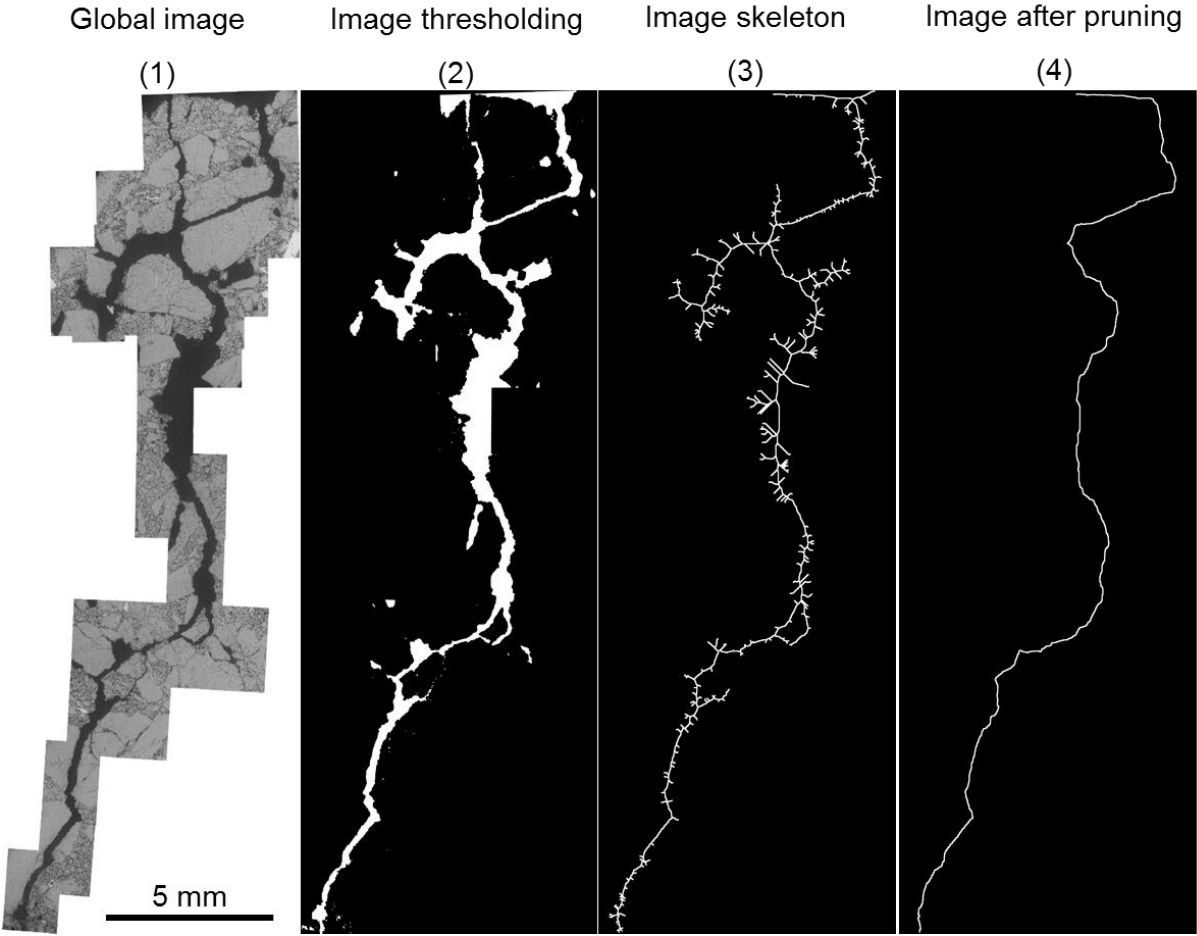 Global image
Image thresholding
Image skeleton
Image after pruning
(1)
(2)
(3)
(4)
5 mm